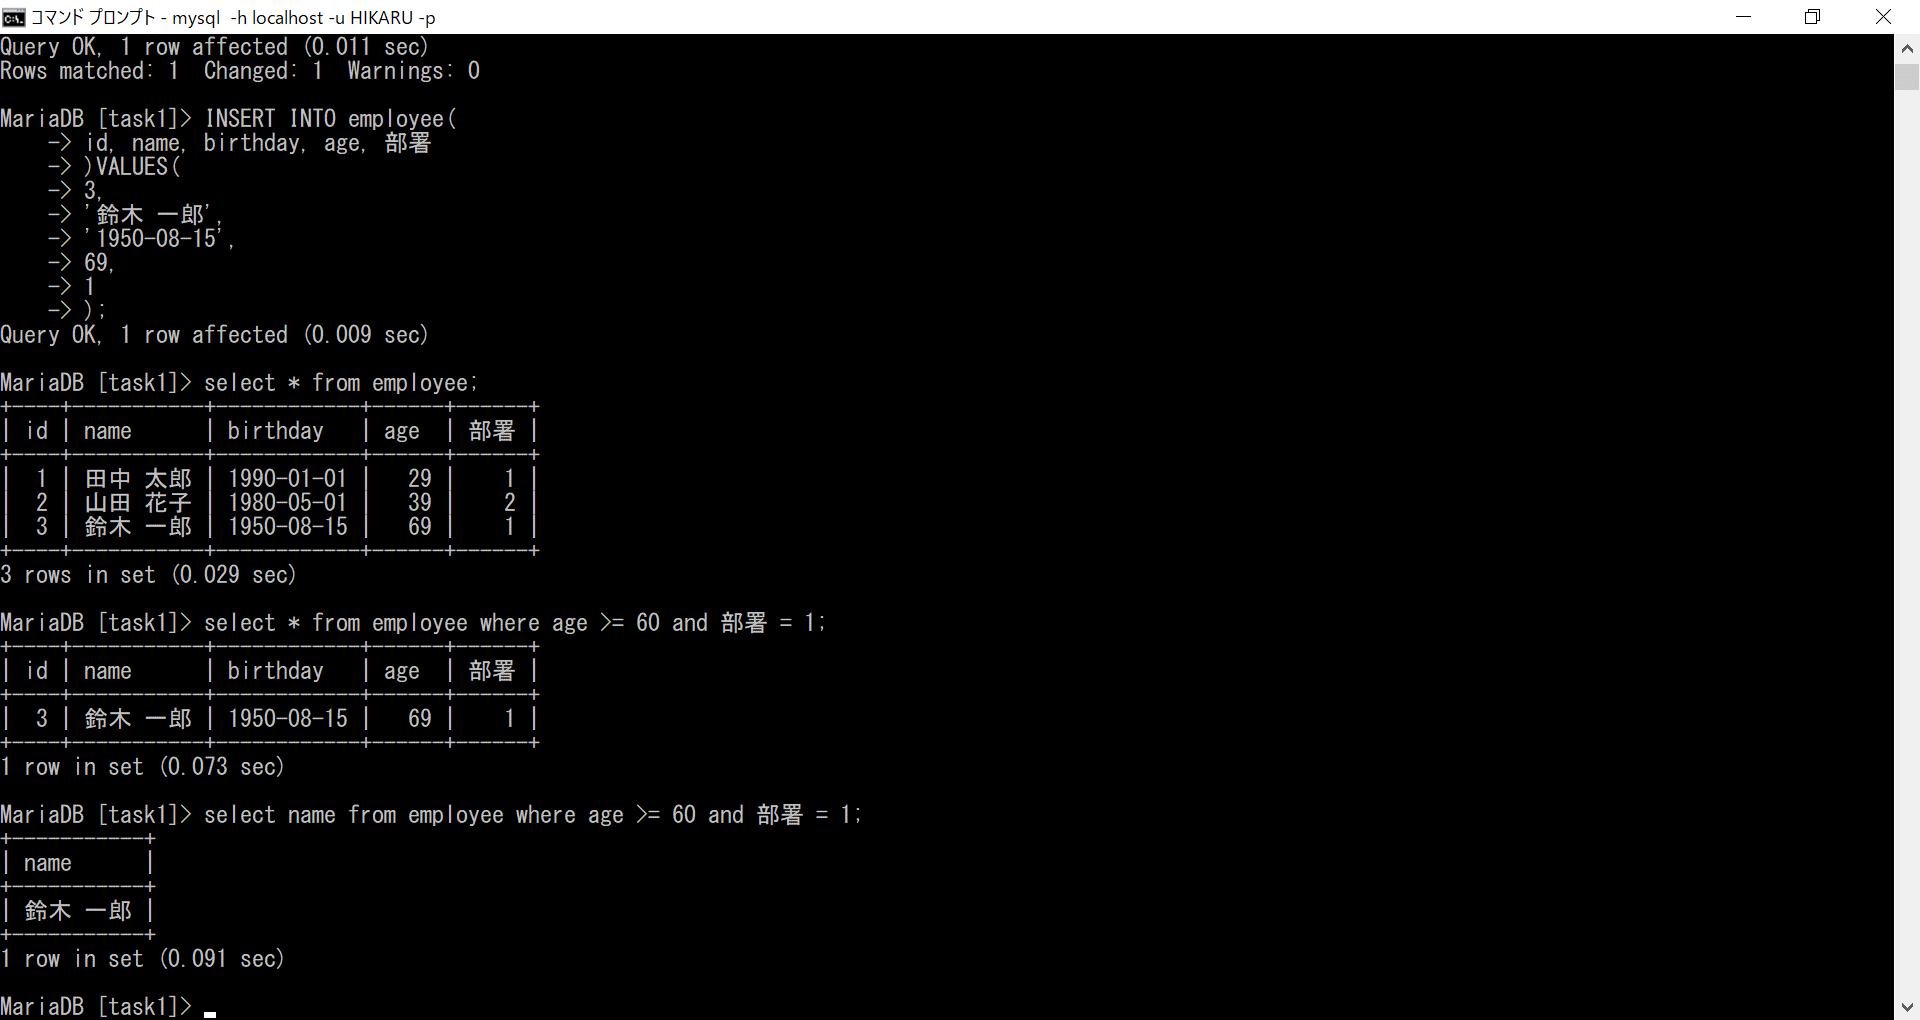 コマンド プロンプト - mysql  -h localhost -u HIKARU -p
Query OK, 1 row affected (0.011 sec)
Rows matched: 1  Changed: 1  Warnings: 0
MariaDB [task1]> INSERT INTO employee(
    -> id, name, birthday, age, 部署
    -> )VALUES(
    -> 3,
    -> '鈴木 一郎',
    -> '1950-08-15',
    -> 69,
    -> 1
    -> );
Query OK, 1 row affected (0.009 sec)
MariaDB [task1]> select * from employee;
+----+-----------+------------+------+------+
| id | name      | birthday   | age  | 部署 |
+----+-----------+------------+------+------+
|  1 | 田中 太郎 | 1990-01-01 |   29 |    1 |
|  2 | 山田 花子 | 1980-05-01 |   39 |    2 |
|  3 | 鈴木 一郎 | 1950-08-15 |   69 |    1 |
+----+-----------+------------+------+------+
3 rows in set (0.029 sec)
MariaDB [task1]> select * from employee where age >= 60 and 部署 = 1;
+----+-----------+------------+------+------+
| id | name      | birthday   | age  | 部署 |
+----+-----------+------------+------+------+
|  3 | 鈴木 一郎 | 1950-08-15 |   69 |    1 |
+----+-----------+------------+------+------+
1 row in set (0.073 sec)
MariaDB [task1]> select name from employee where age >= 60 and 部署 = 1;
+-----------+
| name      |
+-----------+
| 鈴木 一郎 |
+-----------+
1 row in set (0.091 sec)
MariaDB [task1]>